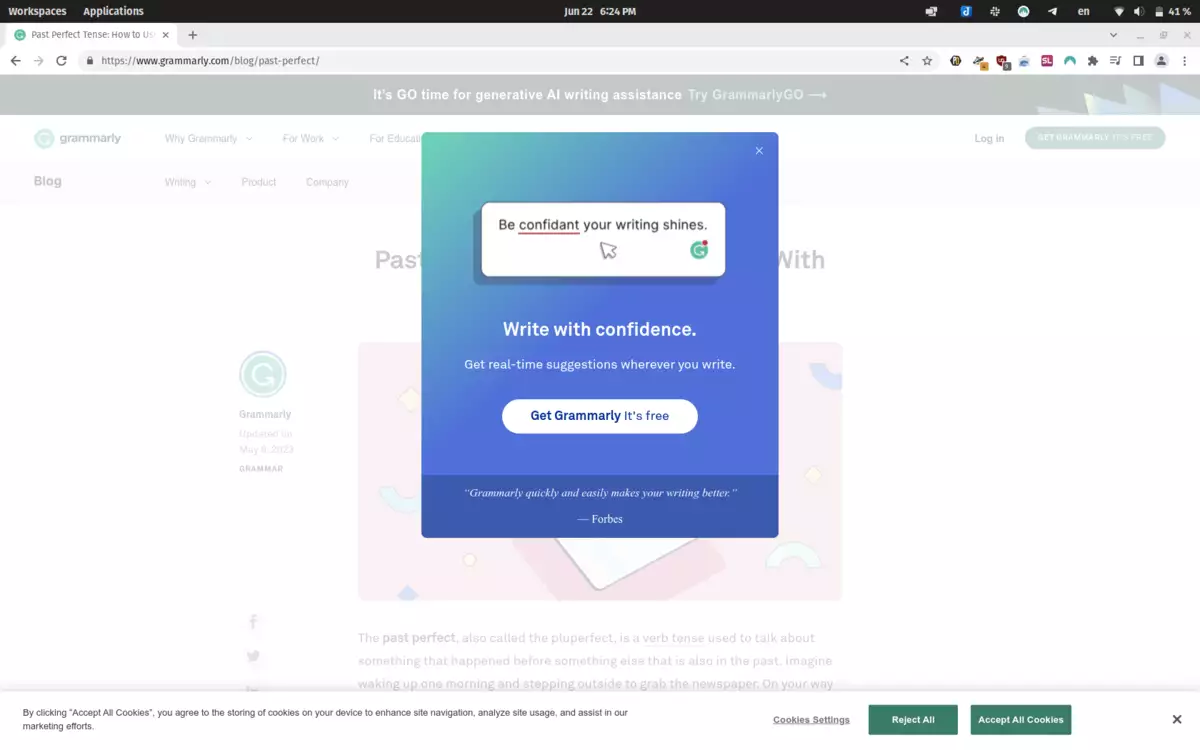 Workspaces Applications Jun 22 6:24 PM en 41 %
Past Perfect Tense: How to Us
https://www.grammarly.com/blog/past-perfect/
It's GO time for generative AI writing assistance Try GrammarlyGO
grammarly Why Grammarly For Work For Educati Log in GET GRAMMARLY IT'S FREE
Blog Writing Product Company
Be confidant your writing shines.
Past With
Write with confidence.
Get real-time suggestions wherever you write.
Get Grammarly It's free
Grammarly
Updated on
May 8, 2023
GRAMMAR
“Grammarly quickly and easily makes your writing better.”
— Forbes
The past perfect, also called the pluperfect, is a verb tense used to talk about
something that happened before something else that is also in the past. Imagine
waking up one morning and stepping outside to grab the newspaper. On your way
By clicking "Accept All Cookies", you agree to the storing of cookies on your device to enhance site navigation, analyze site usage, and assist in our
marketing efforts.
Cookies Settings Reject All Accept All Cookies